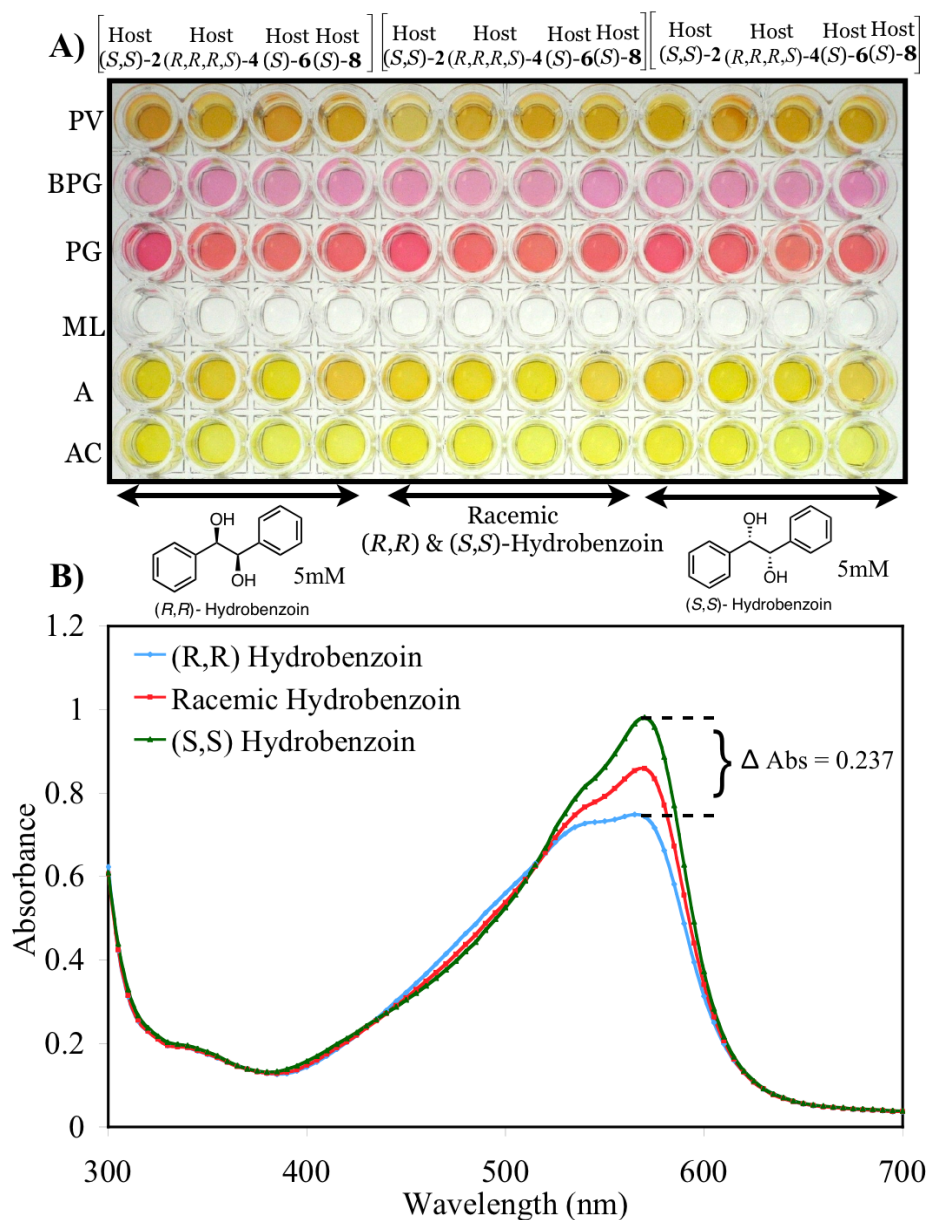 A)
Host Host Host Host
(S,S)-2 (R,R,R,S)-4 (S)-6 (S)-8
Host Host Host Host
(S,S)-2 (R,R,R,S)-4 (S)-6 (S)-8
Host Host Host Host
(S,S)-2 (R,R,R,S)-4 (S)-6 (S)-8
PV
BPG
PG
ML
A
AC
OH
OH
5mM
(R,R)- Hydrobenzoin
Racemic
(R,R) & (S,S)-Hydrobenzoin
OH
OH
5mM
(S,S)- Hydrobenzoin
B)
1.2
1
0.8
0.6
0.4
0.2
0
Absorbance
(R,R) Hydrobenzoin
Racemic Hydrobenzoin
(S,S) Hydrobenzoin
Δ Abs = 0.237
300 400 500 600 700
Wavelength (nm)